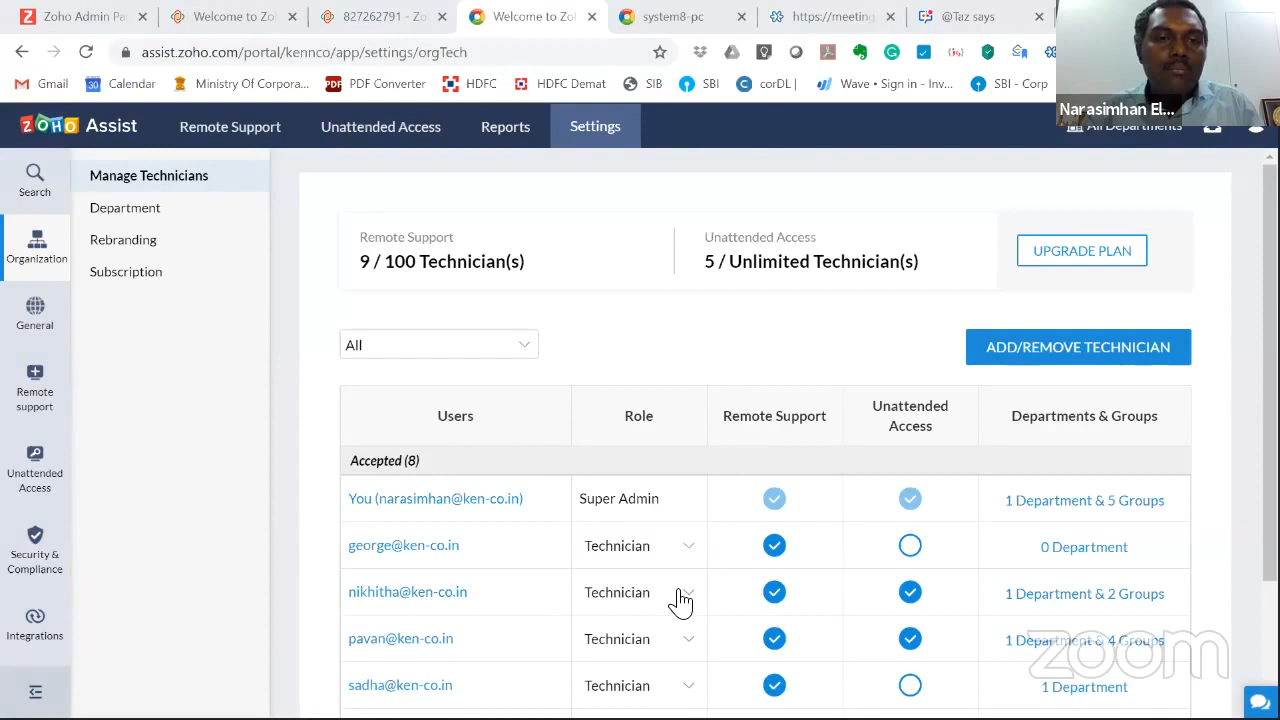 Zoho Admin Pa
Welcome to Zoh
827262791 - Zo
Welcome to Zoh
system8-pc
https://meeting
@Taz says
assist.zoho.com/portal/kennco/app/settings/orgTech
Gmail
Calendar
Ministry Of Corpora...
PDF Converter
HDFC
HDFC Demat
SIB
SBI
corDL |
Wave • Sign in - Inv...
SBI - Corp
Narasimhan El...
ZOHO Assist
Remote Support
Unattended Access
Reports
Settings
All Departments
Search
Organization
General
Remote support
Unattended Access
Security & Compliance
Integrations
Manage Technicians
Department
Rebranding
Subscription
Remote Support
9 / 100 Technician(s)
Unattended Access
5 / Unlimited Technician(s)
UPGRADE PLAN
All
ADD/REMOVE TECHNICIAN
Users Role Remote Support Unattended Access Departments & Groups
Accepted (8)
You (narasimhan@ken-co.in) Super Admin 1 Department & 5 Groups
george@ken-co.in Technician 0 Department
nikhitha@ken-co.in Technician 1 Department & 2 Groups
pavan@ken-co.in Technician 1 Department & 4 Groups
sadha@ken-co.in Technician 1 Department
zoom